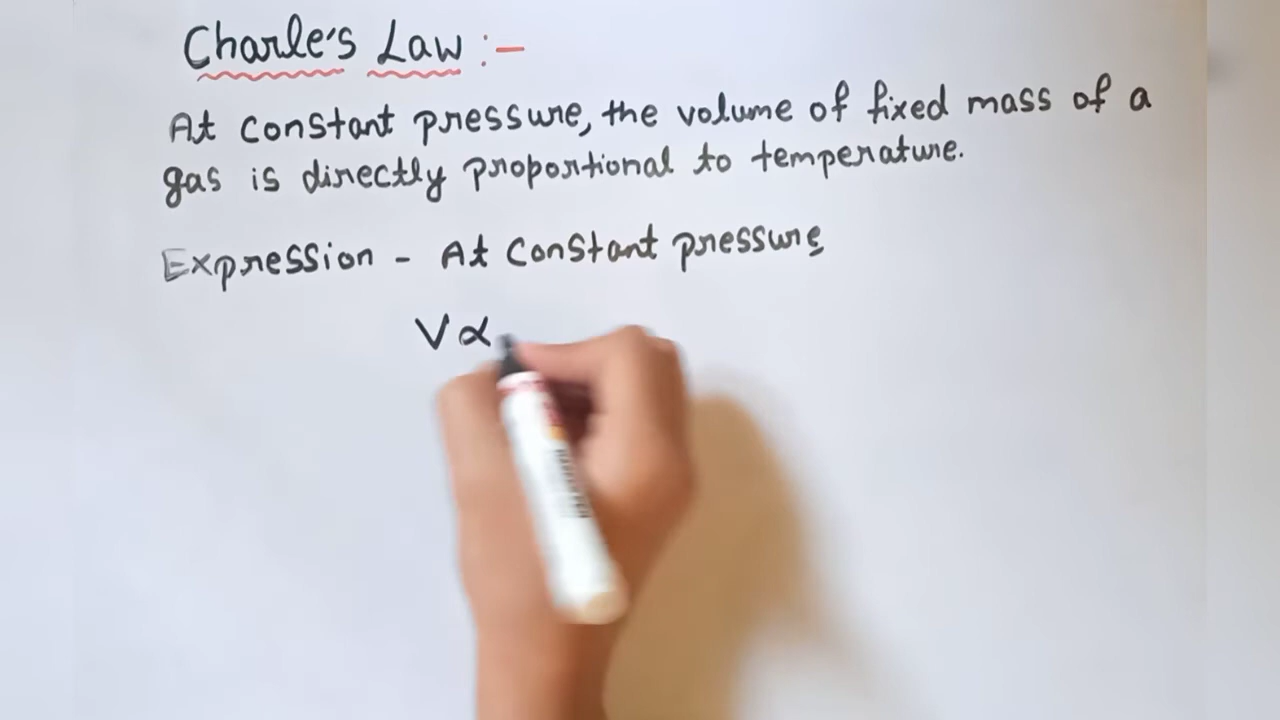 Charle's Law :-
At constant pressure, the volume of fixed mass of a
gas is directly proportional to temperature.
Expression - At constant pressure
V ∝